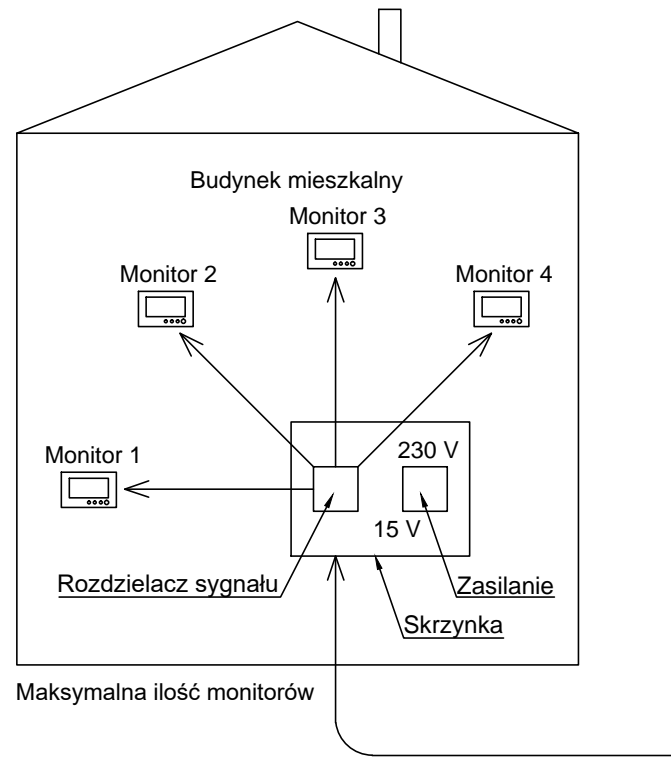 Budynek mieszkalny
Monitor 3
Monitor 2
Monitor 4
Monitor 1
230 V
15 V
Rozdzielacz sygnału
Zasilanie
Skrzynka
Maksymalna ilość monitorów